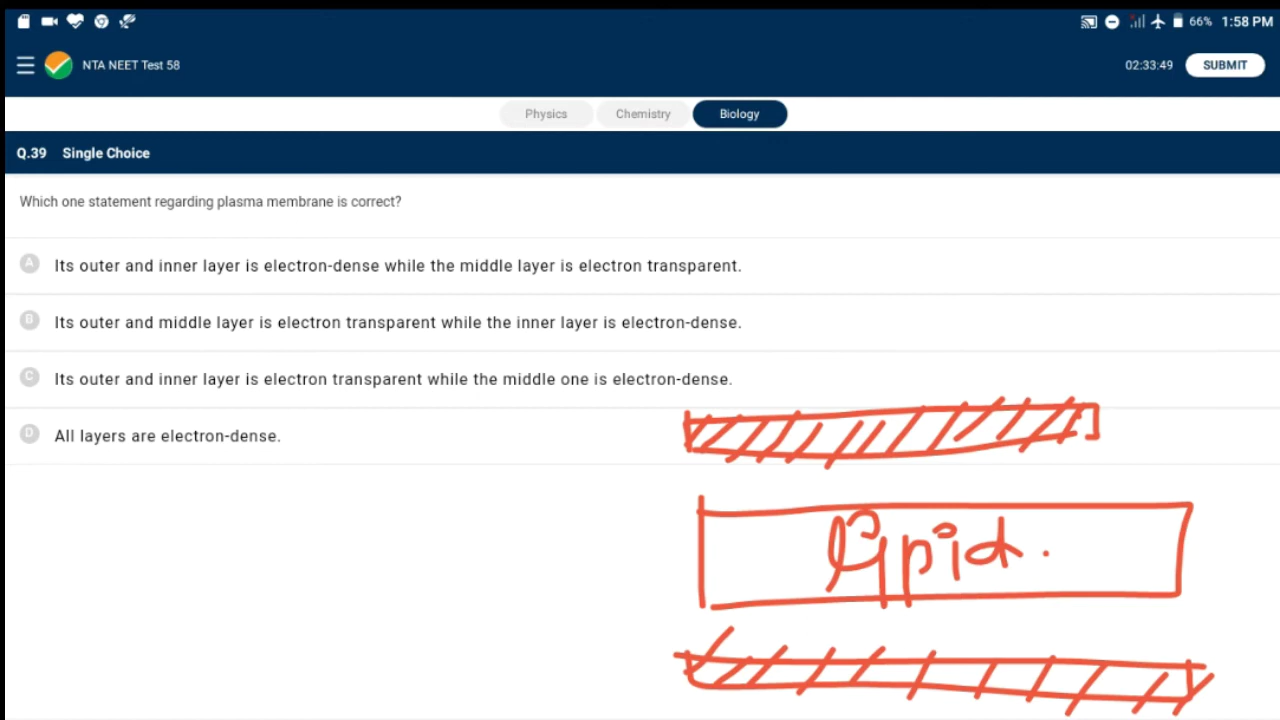 66% 1:58 PM
NTA NEET Test 58
02:33:49 SUBMIT
Physics Chemistry Biology
Q.39 Single Choice
Which one statement regarding plasma membrane is correct?
A Its outer and inner layer is electron-dense while the middle layer is electron transparent.
B Its outer and middle layer is electron transparent while the inner layer is electron-dense.
C Its outer and inner layer is electron transparent while the middle one is electron-dense.
D All layers are electron-dense.
lipid.